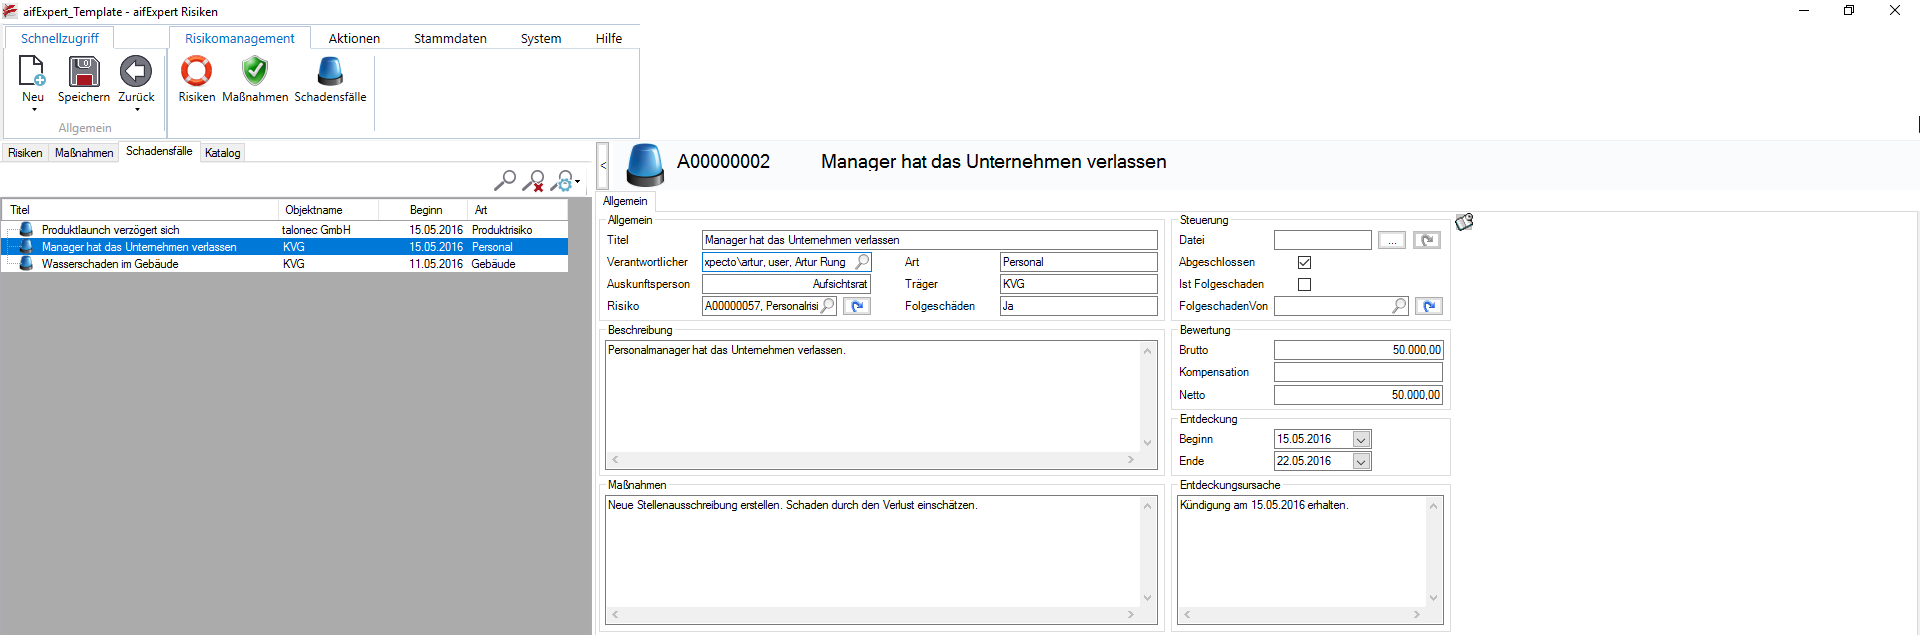 aifExpert_Template - aifExpert Risiken
Schnellzugriff Risikomanagement Aktionen Stammdaten System Hilfe
Neu Speichern Zurück Risiken Maßnahmen Schadensfälle
Allgemein
Risiken Maßnahmen Schadensfälle Katalog
Titel Objektname Beginn Art
Produktlaunch verzögert sich talonec GmbH 15.05.2016 Produktrisiko
Manager hat das Unternehmen verlassen KVG 15.05.2016 Personal
Wasserschaden im Gebäude KVG 11.05.2016 Gebäude
< A00000002 Manager hat das Unternehmen verlassen
Allgemein
Allgemein
Titel Manager hat das Unternehmen verlassen
Verantwortlicher xpecto\artur, user, Artur Rung Art Personal
Auskunftsperson Aufsichtsrat Träger KVG
Risiko A00000057, Personalrisi Folgeschäden Ja
Beschreibung
Personalmanager hat das Unternehmen verlassen.
Maßnahmen
Neue Stellenausschreibung erstellen. Schaden durch den Verlust einschätzen.
Steuerung
Datei ...
Abgeschlossen
Ist Folgeschaden
FolgeschadenVon
Bewertung
Brutto 50.000,00
Kompensation
Netto 50.000,00
Entdeckung
Beginn 15.05.2016
Ende 22.05.2016
Entdeckungsursache
Kündigung am 15.05.2016 erhalten.